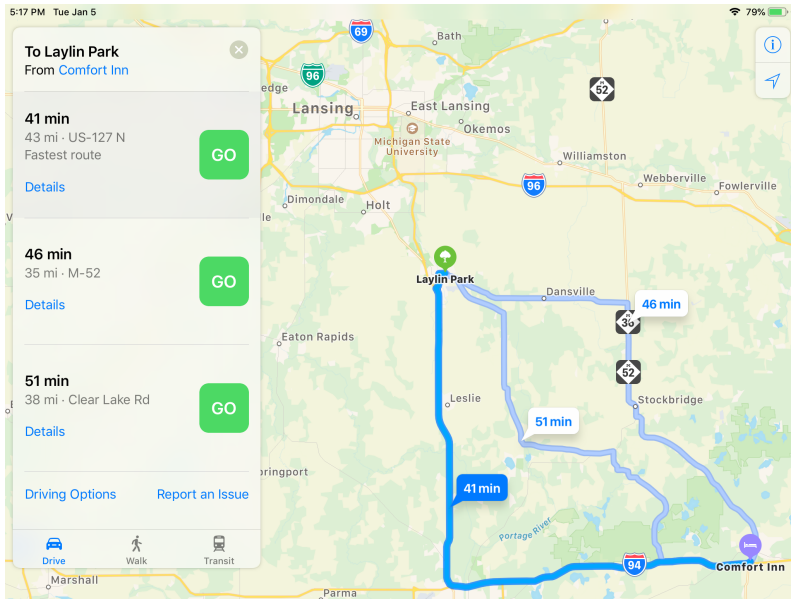 5:17 PM Tue Jan 5
79%
To Laylin Park
From Comfort Inn
41 min
43 mi · US-127 N
Fastest route
GO
Details
46 min
35 mi · M-52
GO
Details
51 min
38 mi · Clear Lake Rd
GO
Details
Driving Options
Report an Issue
Drive
Walk
Transit
69
Bath
96
52
edge
Lansing
East Lansing
Okemos
Michigan State
University
Williamston
96
Webberville
Fowlerville
Dimondale
Holt
le
Laylin Park
Dansville
46 min
36
52
Eaton Rapids
Leslie
Stockbridge
51 min
pringport
41 min
Portage River
94
Comfort Inn
Marshall
Parma